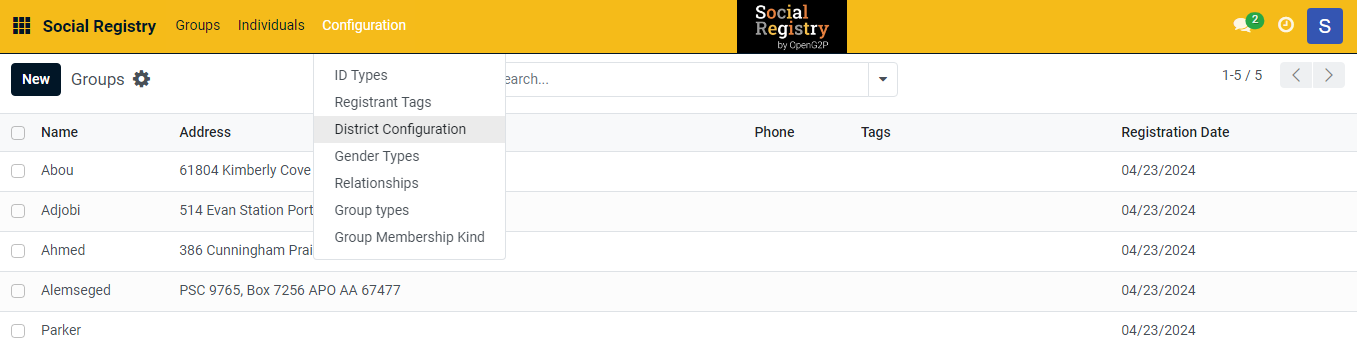 Social Registry Groups Individuals Configuration
Social
Registry
by OpenG2P
2
S
New Groups
earch...
1-5 / 5
ID Types
Registrant Tags
District Configuration
Gender Types
Relationships
Group types
Group Membership Kind
Name Address Phone Tags Registration Date
Abou 61804 Kimberly Cove 04/23/2024
Adjobi 514 Evan Station Port 04/23/2024
Ahmed 386 Cunningham Prai 04/23/2024
Alemseged PSC 9765, Box 7256 APO AA 67477 04/23/2024
Parker 04/23/2024